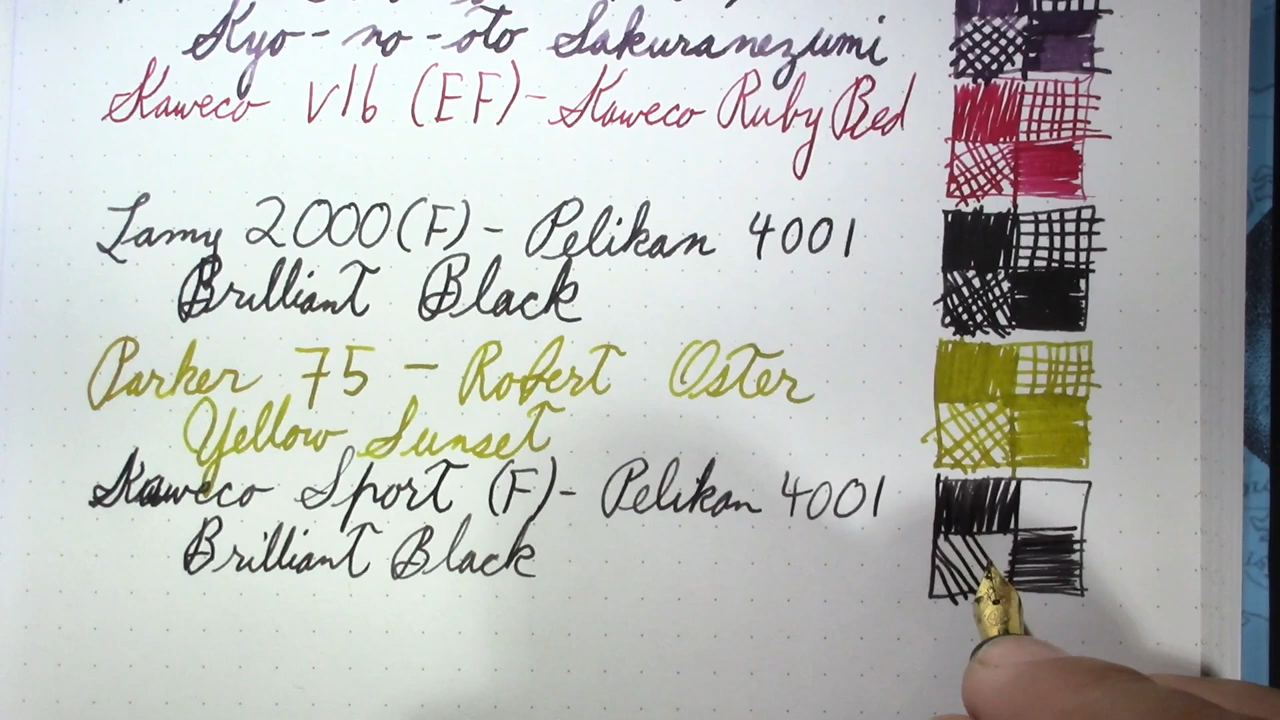 Kyo-no-oto Sakuranezumi
Kaweco V16 (EF)- Kaweco Ruby Red
Lamy 2000(F)- Pelikan 4001
Brilliant Black
Parker 75 - Robert Oster
Yellow Sunset
Kaweco Sport (F)- Pelikan 4001
Brilliant Black